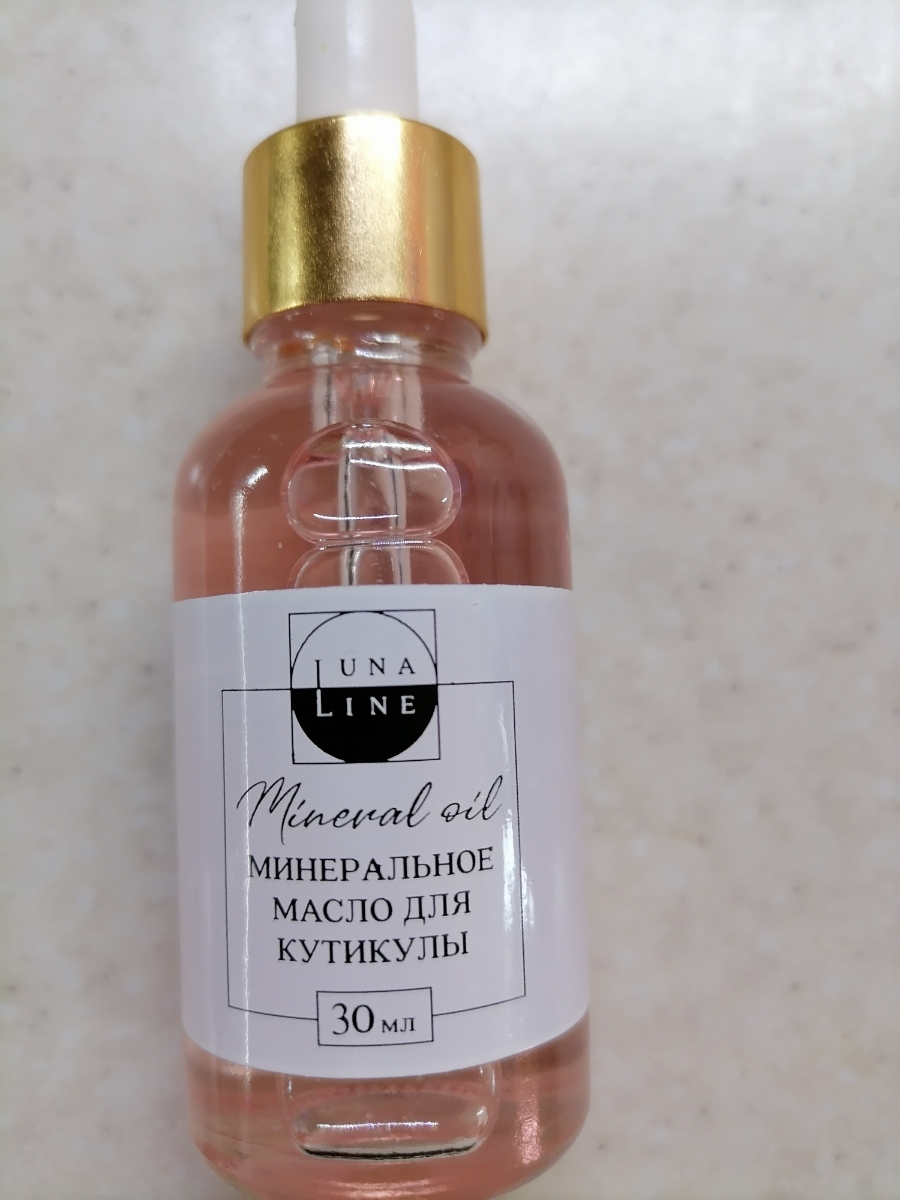 LUNA
LINE
Mineral oil
МИНЕРАЛЬНОЕ
МАСЛО ДЛЯ
КУТИКУЛЫ
30 мл